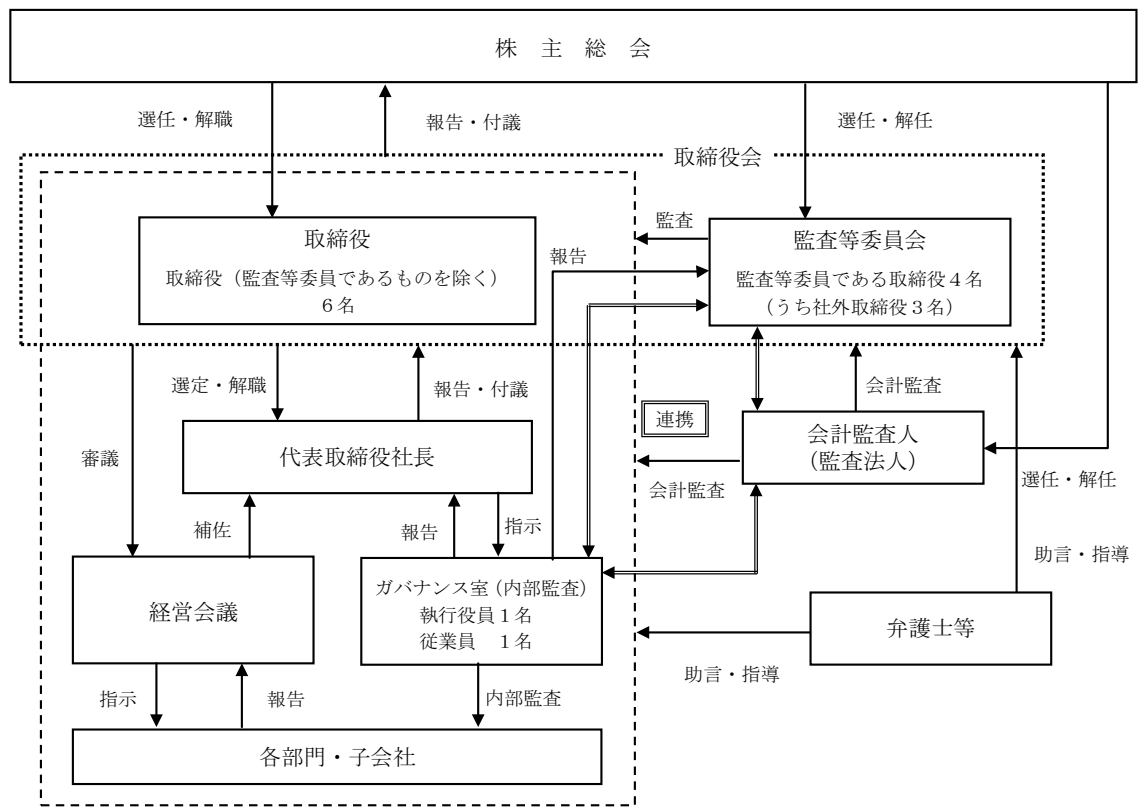 株 主 総 会
選任・解職
報告・付議
選任・解任
取締役会
取締役
取締役（監査等委員であるものを除く）
６名
監査
報告
監査等委員会
監査等委員である取締役４名
（うち社外取締役３名）
選定・解職
報告・付議
会計監査
連携
会計監査人
（監査法人）
代表取締役社長
審議
会計監査
選任・解任
補佐
報告
指示
助言・指導
経営会議
ガバナンス室（内部監査）
執行役員１名
従業員 １名
弁護士等
助言・指導
指示
報告
内部監査
各部門・子会社